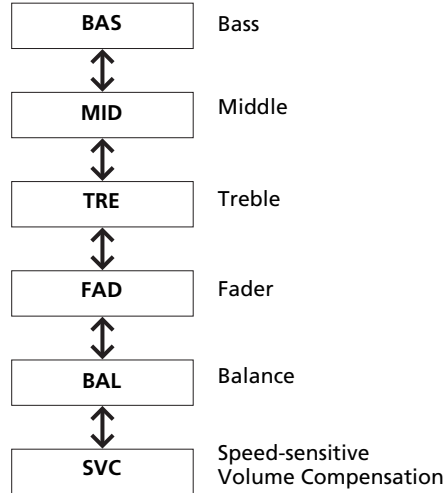 BAS Bass
MID Middle
TRE Treble
FAD Fader
BAL Balance
SVC Speed-sensitive
Volume Compensation